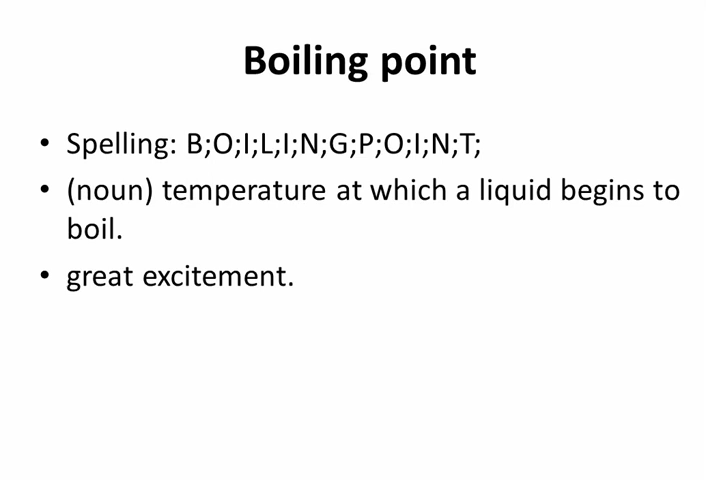 Boiling point
• Spelling: B;O;I;L;I;N;G;P;O;I;N;T;
• (noun) temperature at which a liquid begins to
boil.
• great excitement.